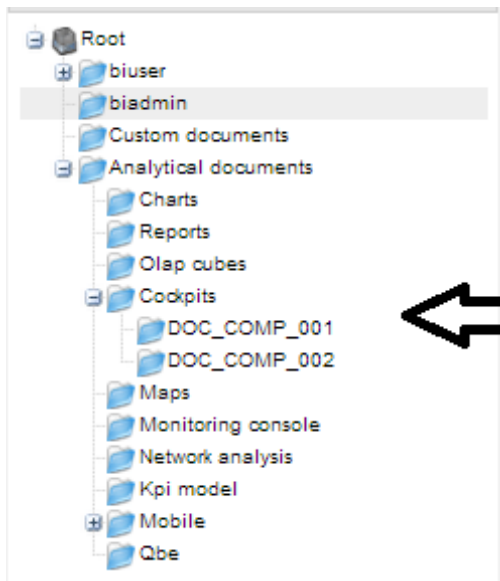 Root
biuser
biadmin
Custom documents
Analytical documents
Charts
Reports
Olap cubes
Cockpits
DOC_COMP_001
DOC_COMP_002
Maps
Monitoring console
Network analysis
Kpi model
Mobile
Qbe